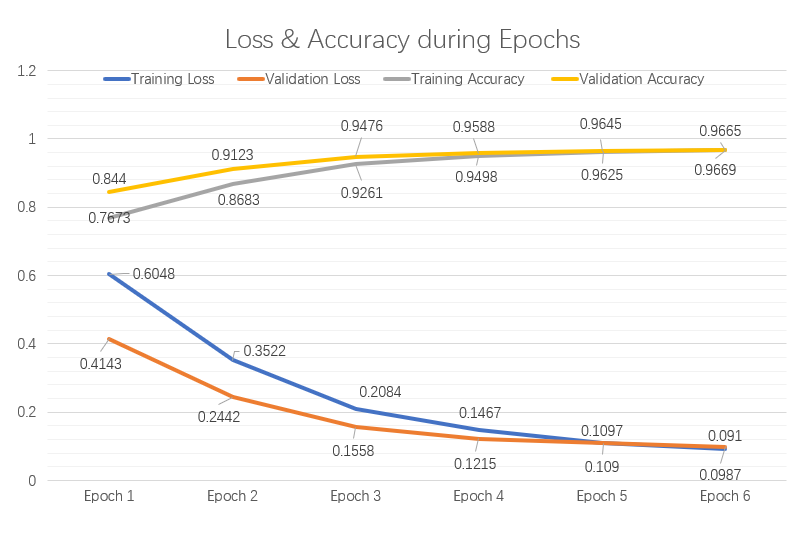 Loss & Accuracy during Epochs
1.2
Training Loss Validation Loss Training Accuracy Validation Accuracy
0.9476 0.9588 0.9645 0.9665
1
0.844 0.9123 0.9261 0.9498 0.9625 0.9669
0.8
0.7673 0.8683
0.6
0.6048
0.4
0.4143 0.3522
0.2442 0.2084
0.2
0.1558 0.1467 0.1097 0.091
0.1215 0.109 0.0987
0
Epoch 1 Epoch 2 Epoch 3 Epoch 4 Epoch 5 Epoch 6